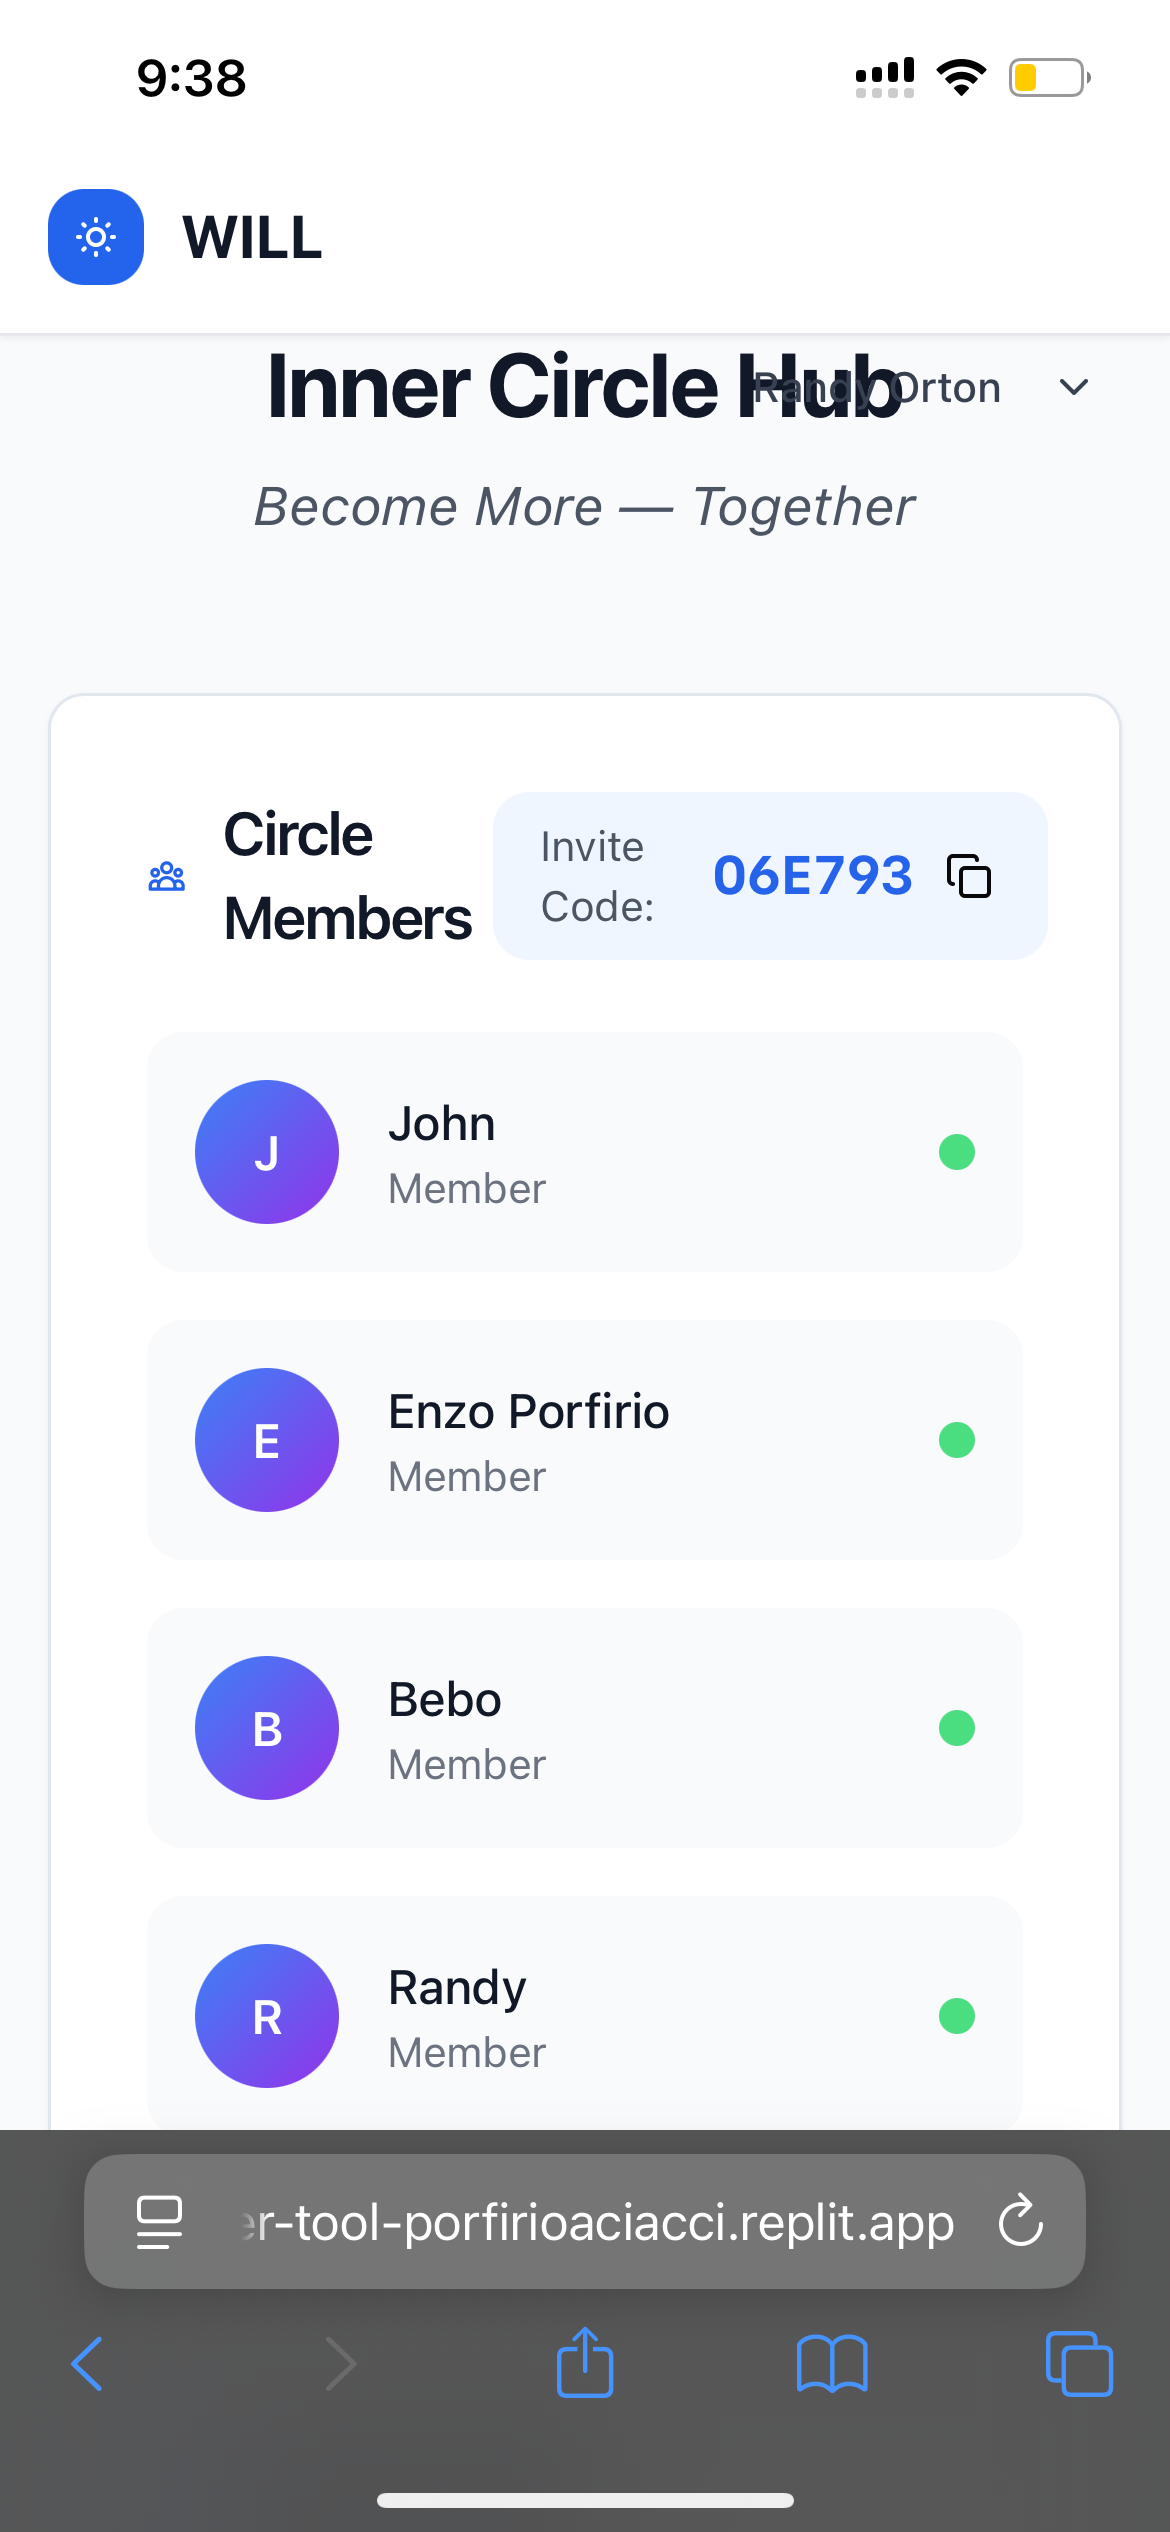 9:38
WILL
Inner Circle Hub
Randy Orton
Become More — Together
Circle
Members
Invite
Code:
06E793
J
John
Member
E
Enzo Porfirio
Member
B
Bebo
Member
R
Randy
Member
er-tool-porfirioaciacci.replit.app